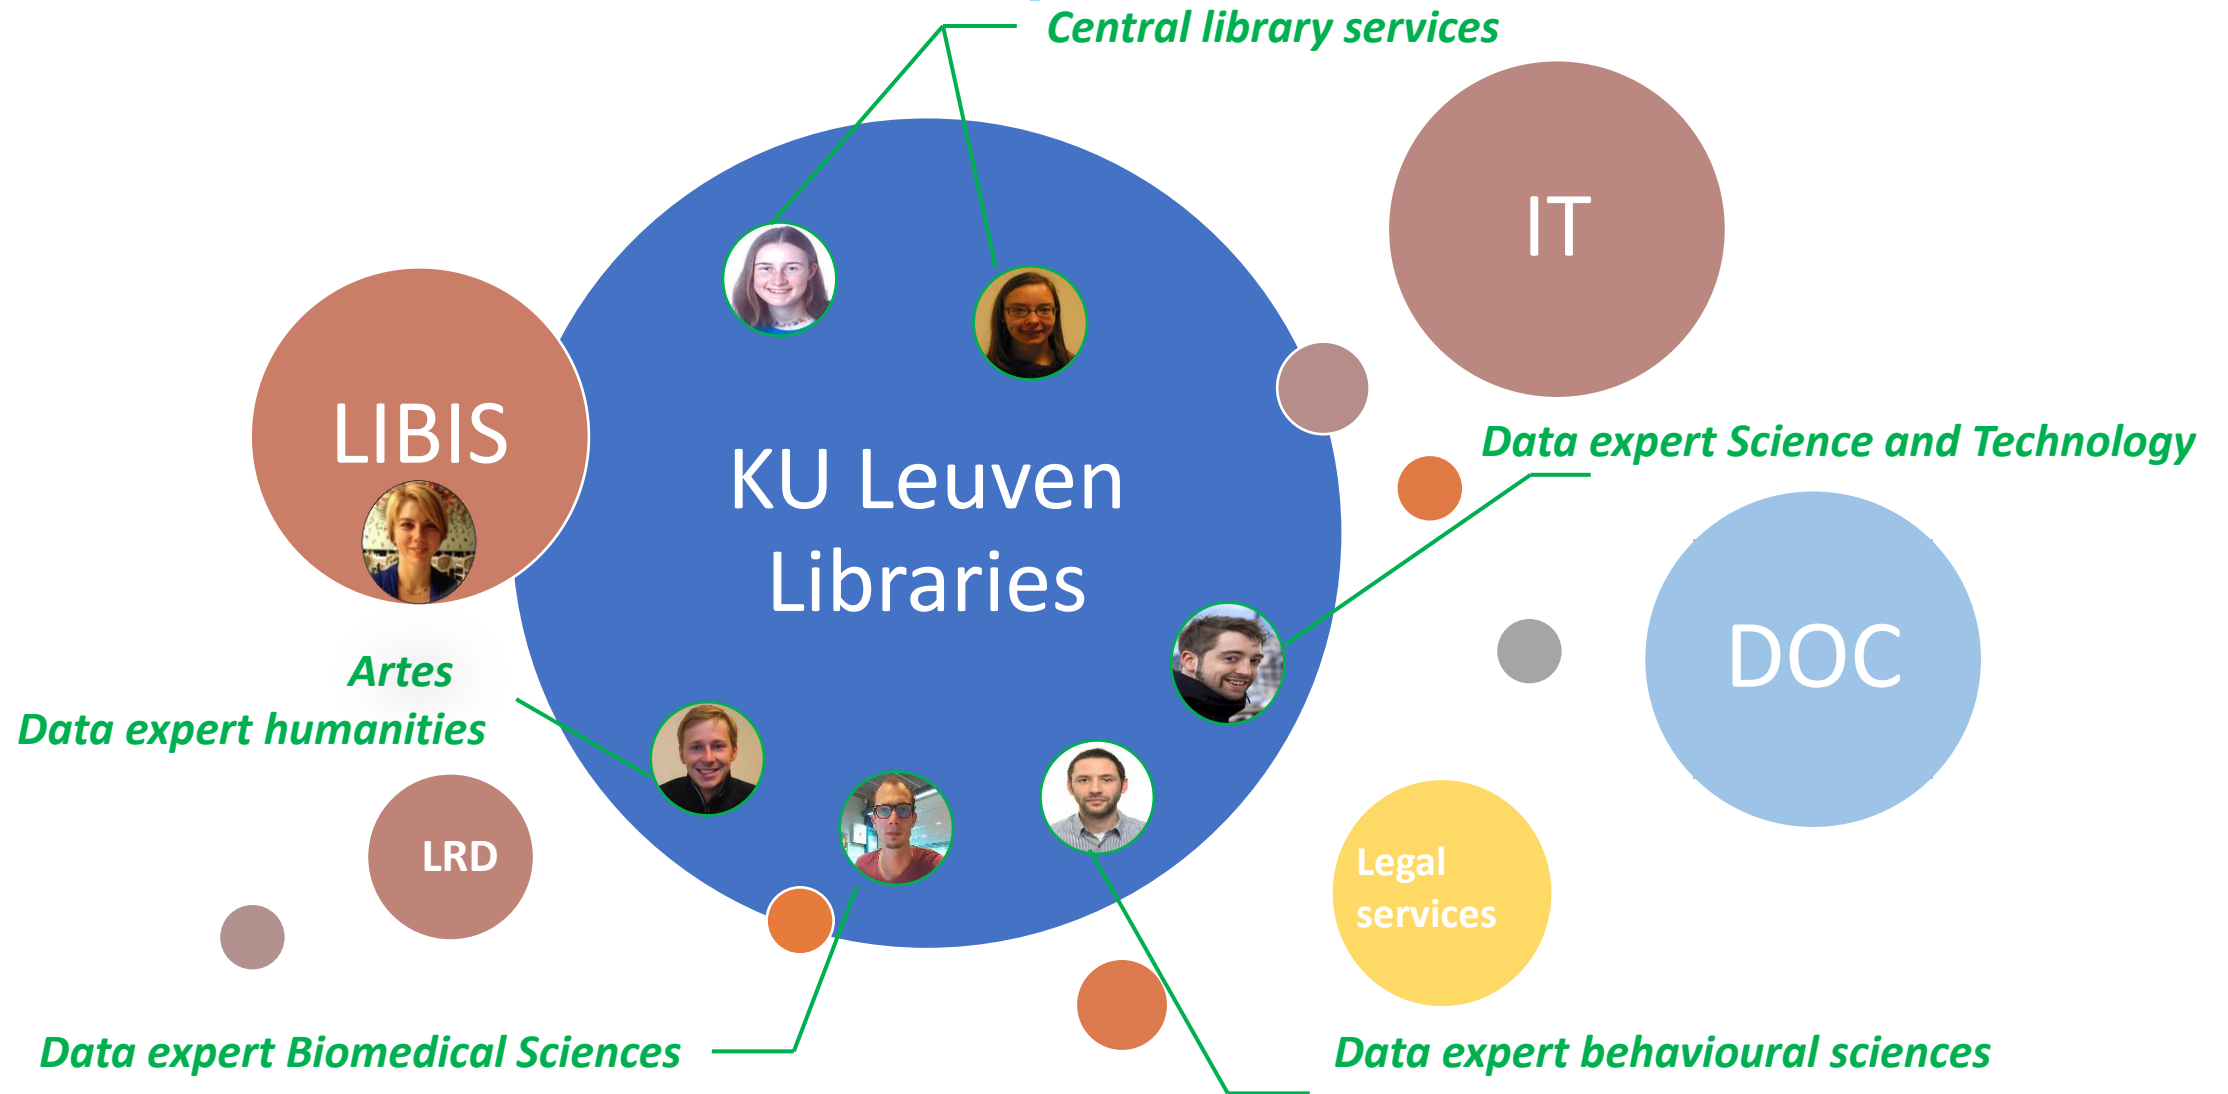 Central library services
IT
LIBIS
Data expert Science and Technology
KU Leuven
Libraries
DOC
Artes
Data expert humanities
LRD
Legal
services
Data expert Biomedical Sciences
Data expert behavioural sciences